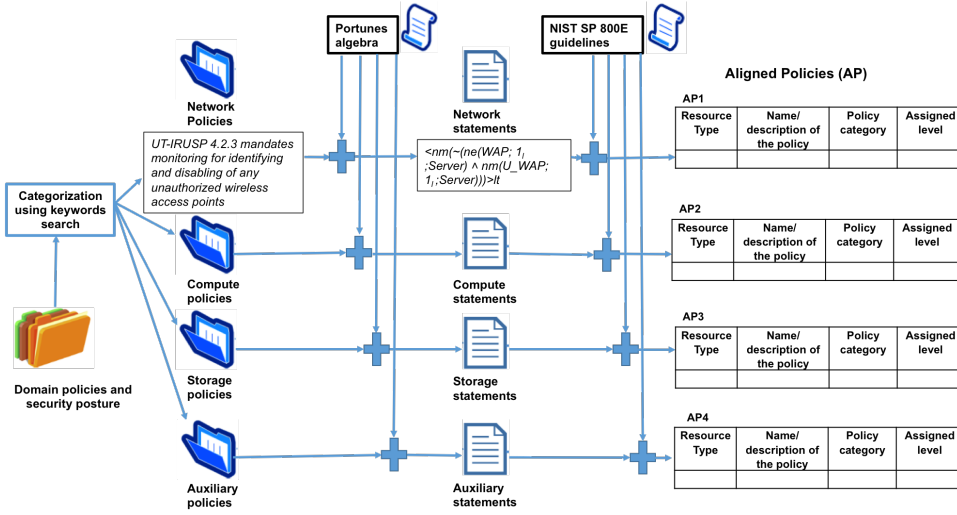 Portunes
algebra
NIST SP 800E
guidelines
Network
Policies
Network
statements
Aligned Policies (AP)
UT-IRUSP 4.2.3 mandates
monitoring for identifying
and disabling of any
unauthorized wireless
access points
<nm(~(ne(WAP; 1l
;Server) ∧ nm(U_WAP;
1l ;Server)))>lt
AP1
Resource
Type
Name/
description of
the policy
Policy
category
Assigned
level
Categorization
using keywords
search
Compute
policies
Compute
statements
AP2
Resource
Type
Name/
description of
the policy
Policy
category
Assigned
level
Domain policies and
security posture
Storage
policies
Storage
statements
AP3
Resource
Type
Name/
description of
the policy
Policy
category
Assigned
level
Auxiliary
policies
Auxiliary
statements
AP4
Resource
Type
Name/
description of
the policy
Policy
category
Assigned
level